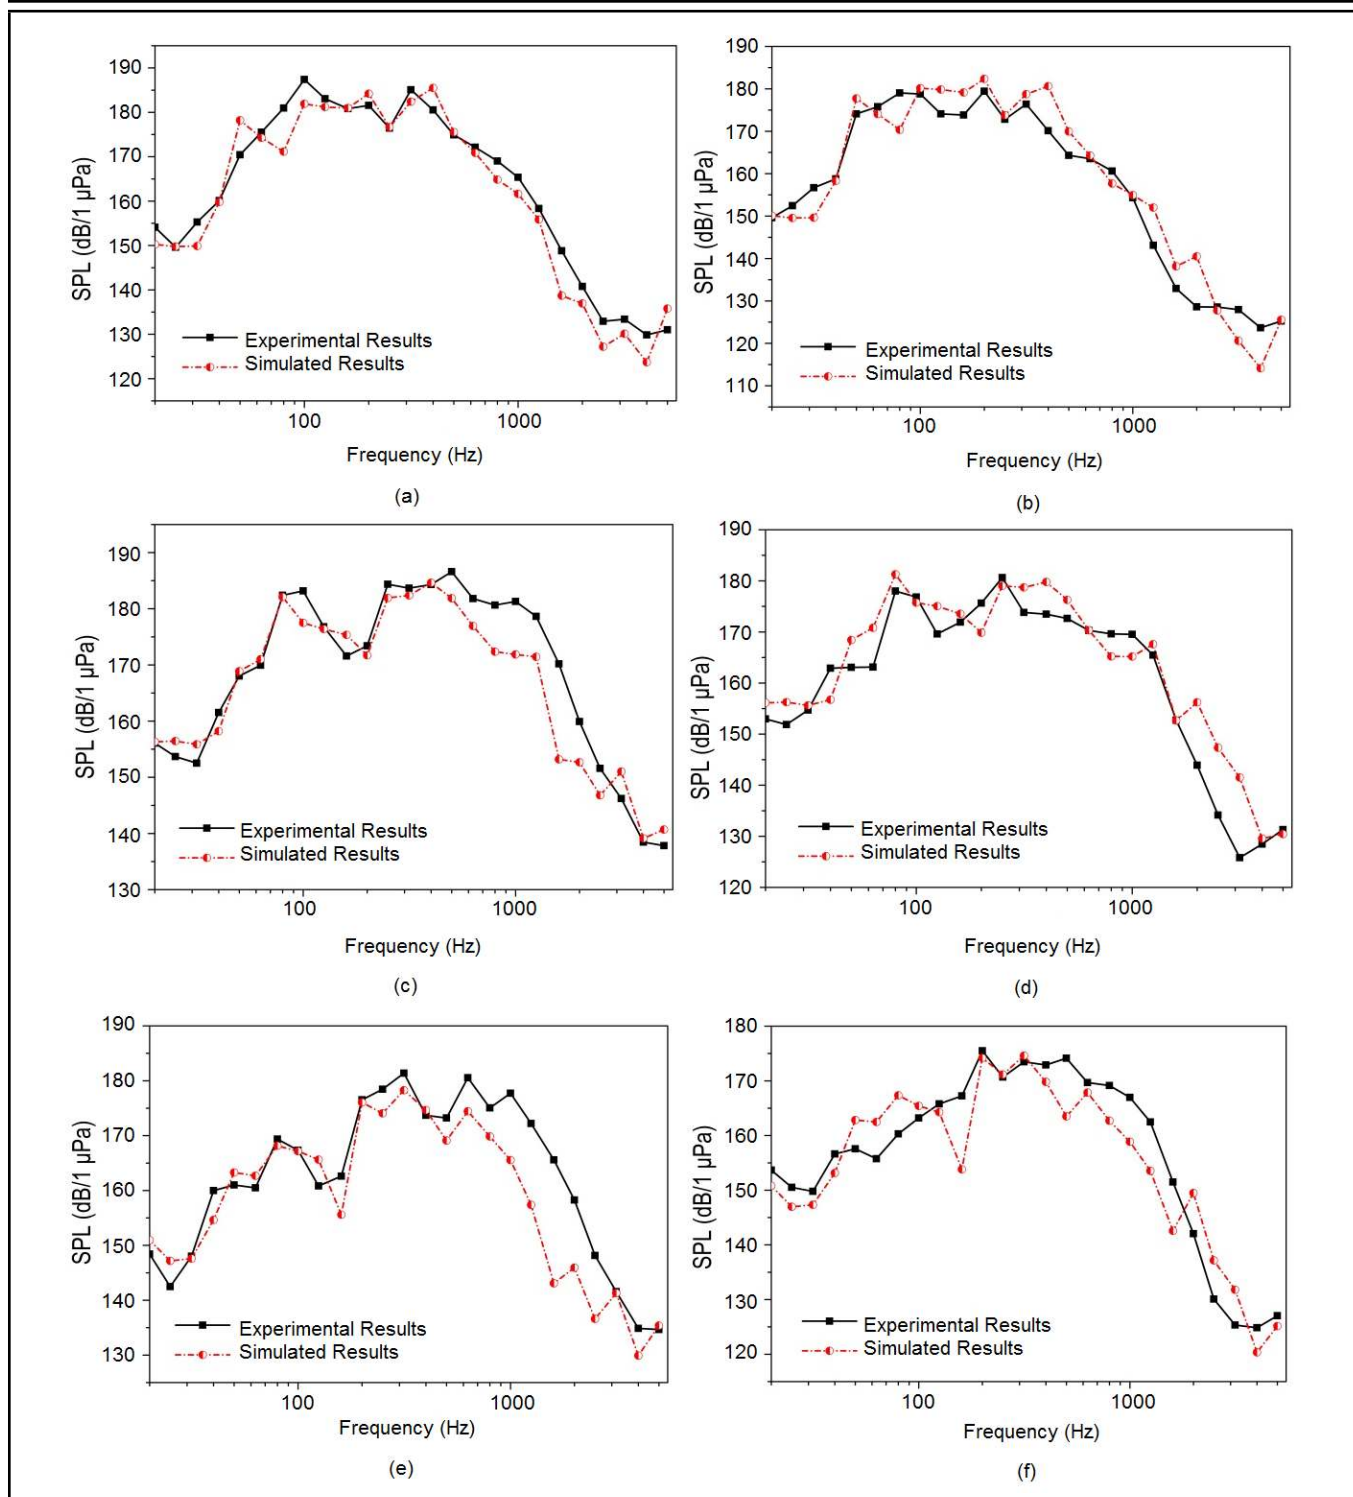 190
180
170
160
150
140
130
120
SPL (dB/1 µPa)
Experimental Results
Simulated Results
100
1000
Frequency (Hz)
(a)
190
180
170
160
150
140
130
120
110
SPL (dB/1 µPa)
Experimental Results
Simulated Results
100
1000
Frequency (Hz)
(b)
190
180
170
160
150
140
130
SPL (dB/1 µPa)
Experimental Results
Simulated Results
100
1000
Frequency (Hz)
(c)
190
180
170
160
150
140
130
120
SPL (dB/1 µPa)
Experimental Results
Simulated Results
100
1000
Frequency (Hz)
(d)
190
180
170
160
150
140
130
SPL (dB/1 µPa)
Experimental Results
Simulated Results
100
1000
Frequency (Hz)
(e)
180
170
160
150
140
130
120
SPL (dB/1 µPa)
Experimental Results
Simulated Results
100
1000
Frequency (Hz)
(f)